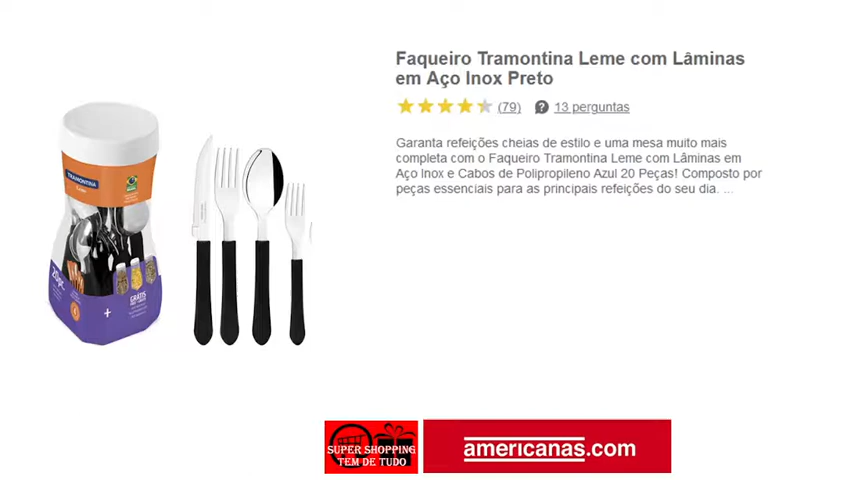 Faqueiro Tramontina Leme com Lâminas
em Aço Inox Preto
(79) ? 13 perguntas
Garanta refeições cheias de estilo e uma mesa muito mais
completa com o Faqueiro Tramontina Leme com Lâminas em
Aço Inox e Cabos de Polipropileno Azul 20 Peças! Composto por
peças essenciais para as principais refeições do seu dia. ...
TRAMONTINA
20pç.
GRÁTIS
+
SUPER SHOPPING
TEM DE TUDO
americanas.com